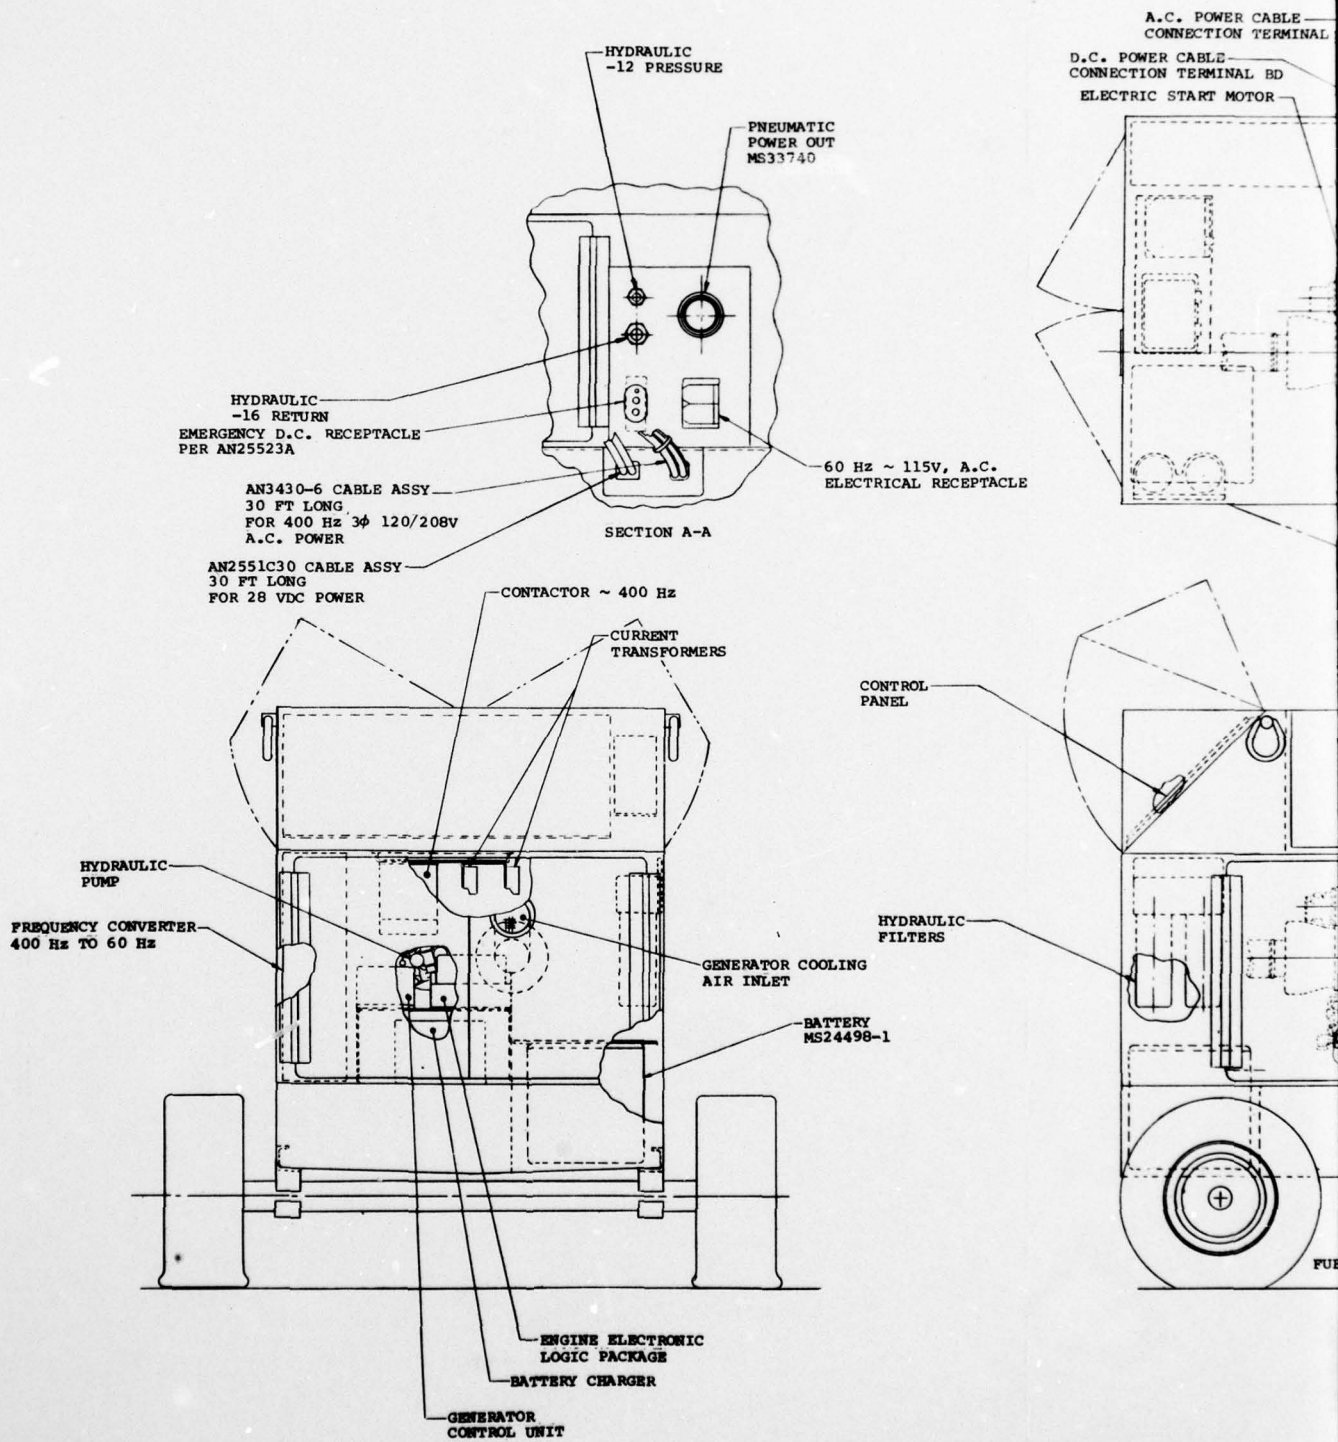 A.C. POWER CABLE
CONNECTION TERMINAL
D.C. POWER CABLE
CONNECTION TERMINAL BD
ELECTRIC START MOTOR
HYDRAULIC
-12 PRESSURE
PNEUMATIC
POWER OUT
MS33740
HYDRAULIC
-16 RETURN
EMERGENCY D.C. RECEPTACLE
PER AN25523A
AN3430-6 CABLE ASSY
30 FT LONG
FOR 400 Hz 3ϕ 120/208V
A.C. POWER
60 Hz ~ 115V, A.C.
ELECTRICAL RECEPTACLE
SECTION A-A
AN2551C30 CABLE ASSY
30 FT LONG
FOR 28 VDC POWER
CONTACTOR ~ 400 Hz
CURRENT
TRANSFORMERS
CONTROL
PANEL
HYDRAULIC
PUMP
FREQUENCY CONVERTER
400 Hz TO 60 Hz
HYDRAULIC
FILTERS
GENERATOR COOLING
AIR INLET
BATTERY
MS24498-1
ENGINE ELECTRONIC
LOGIC PACKAGE
BATTERY CHARGER
GENERATOR
CONTROL UNIT